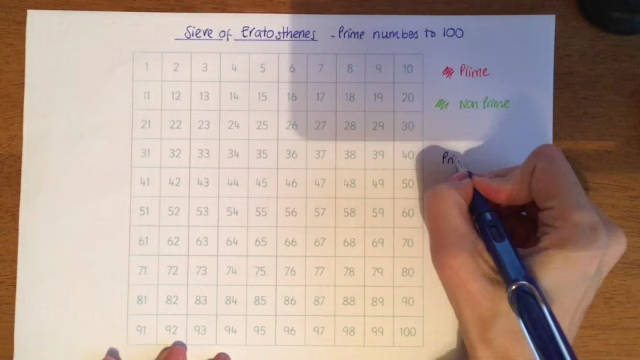 Sieve of Eratosthenes - Prime numbes to 100
1 2 3 4 5 6 7 8 9 10
Prime
11 12 13 14 15 16 17 18 19 20
Non Prime
21 22 23 24 25 26 27 28 29 30
31 32 33 34 35 36 37 38 39 40
Pri
41 42 43 44 45 46 47 48 49 50
51 52 53 54 55 56 57 58 59 60
61 62 63 64 65 66 67 68 69 70
71 72 73 74 75 76 77 78 79 80
81 82 83 84 85 86 87 88 89 90
91 92 93 94 95 96 97 98 99 100